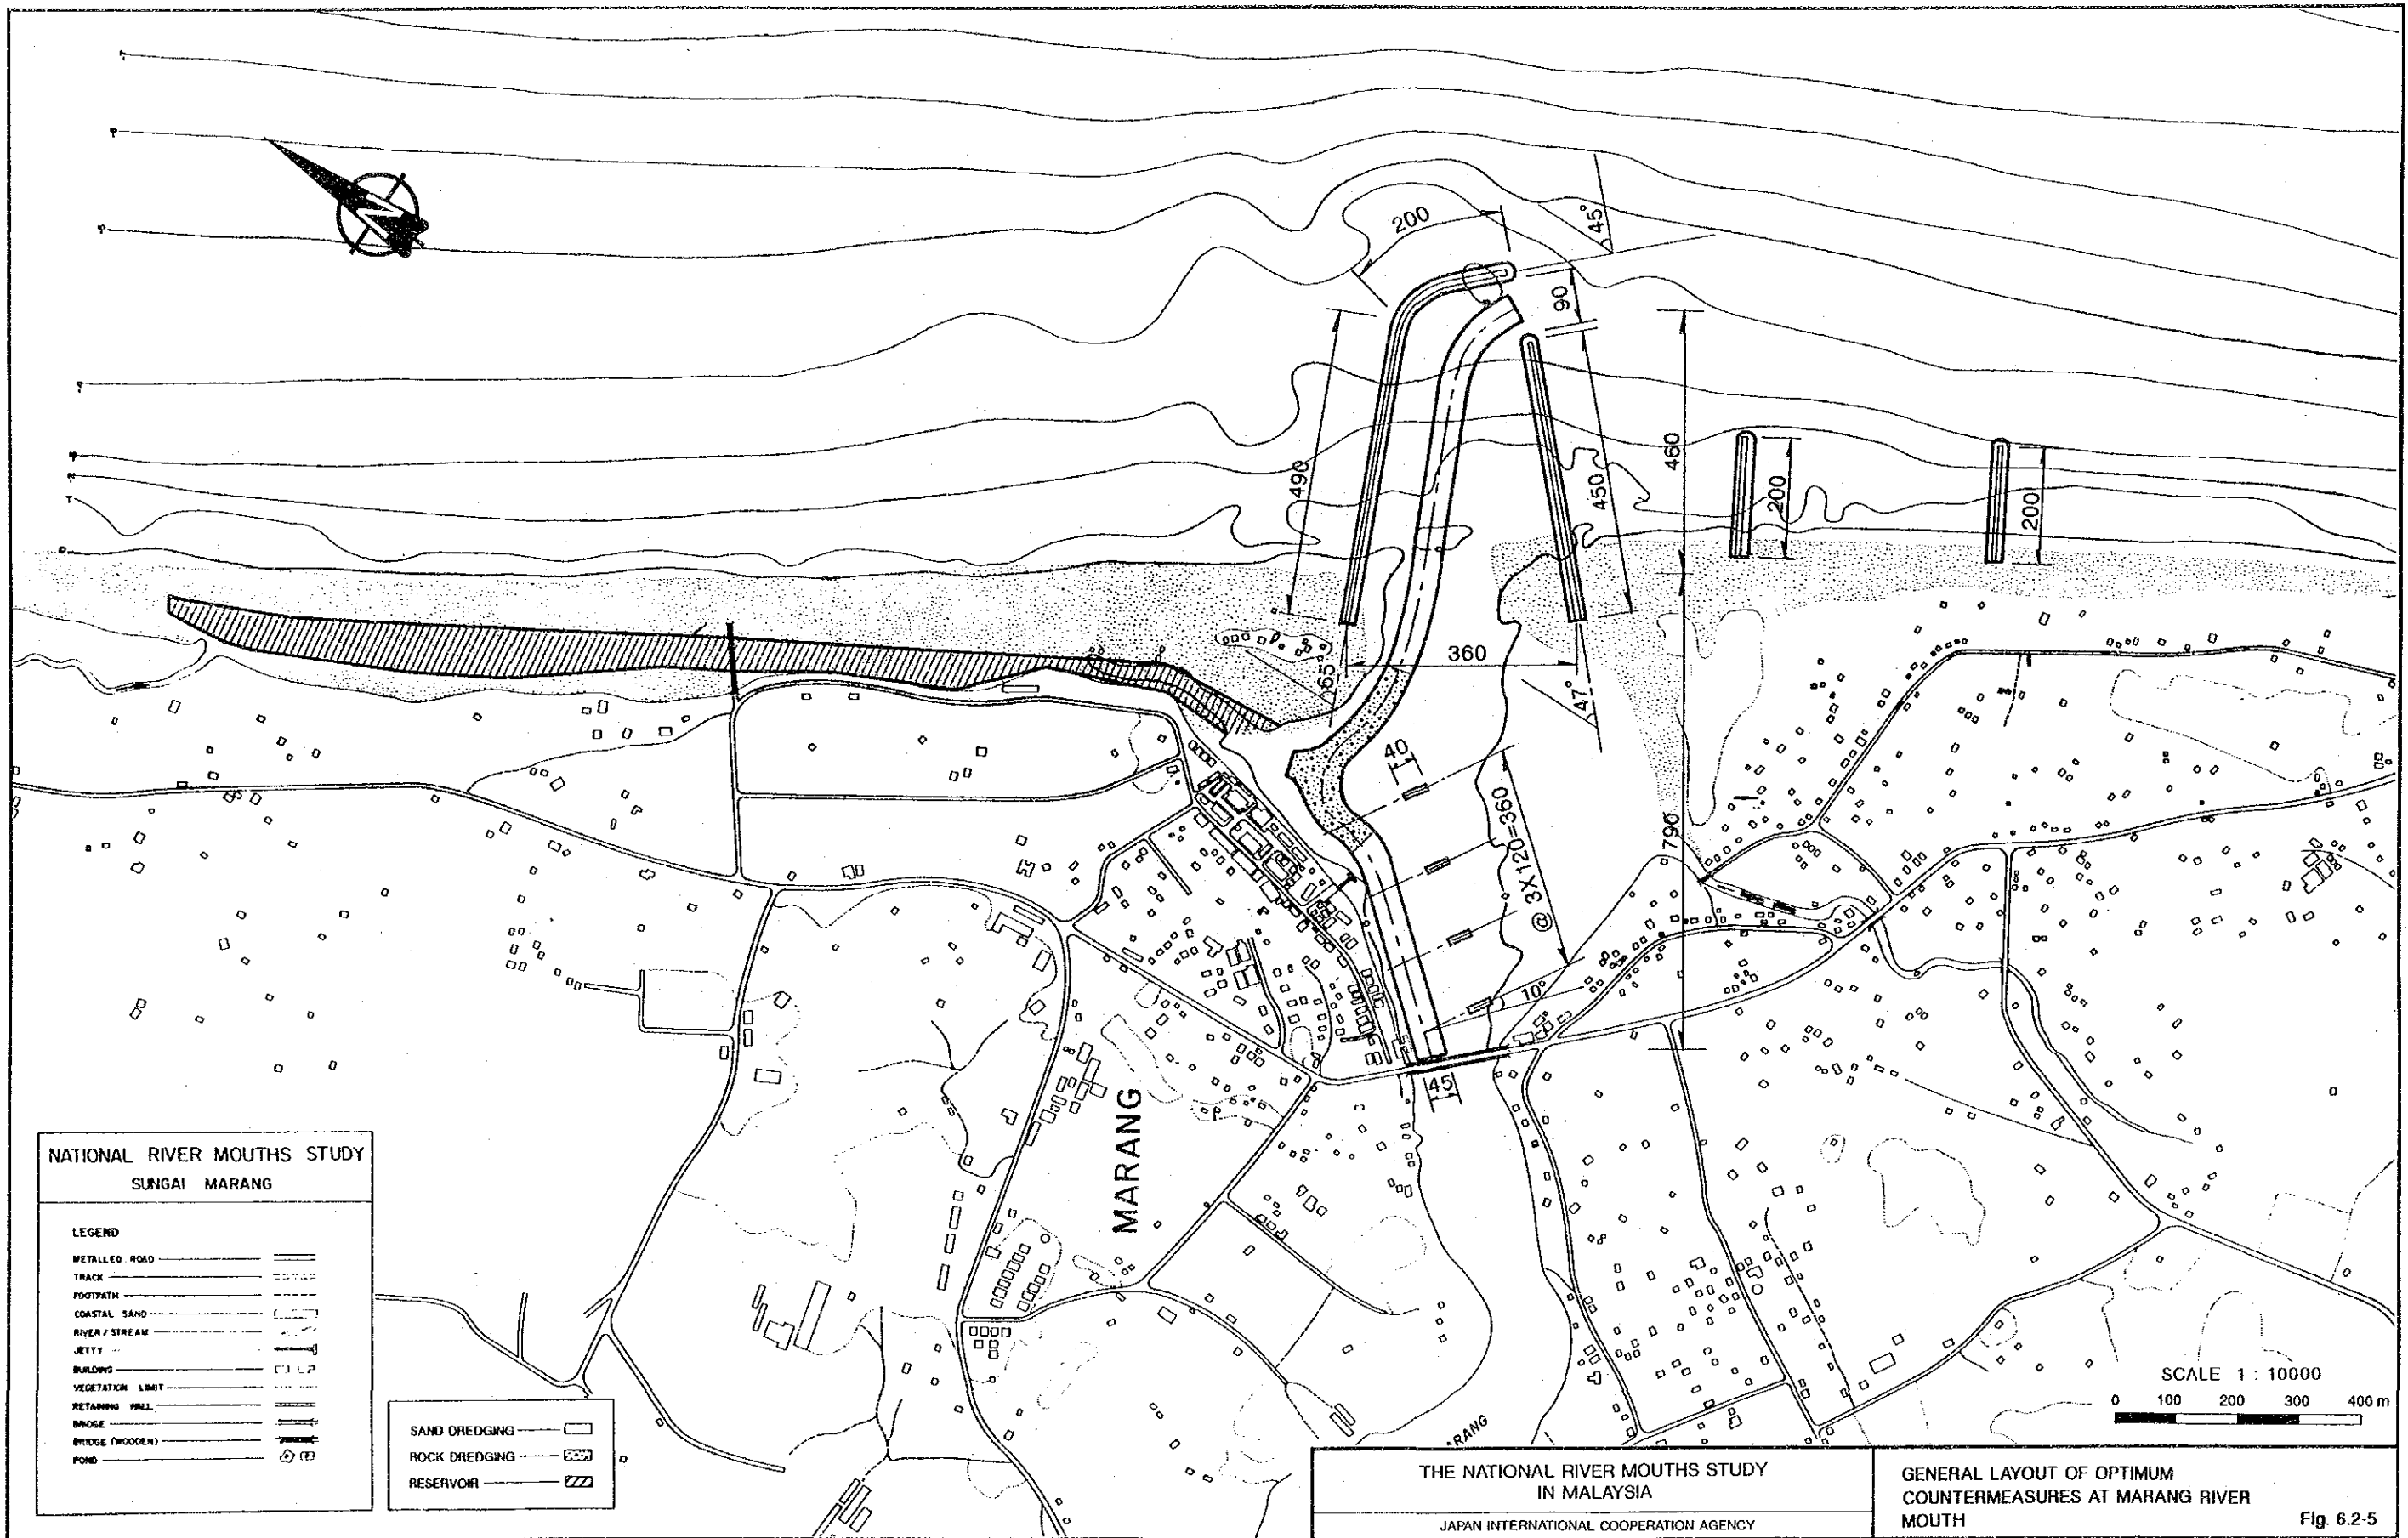 N
200
45°
90
490
460
450
200
200
65°
360
47°
40
@ 3X120=360
790
10°
45
MARANG
NATIONAL RIVER MOUTHS STUDY
SUNGAI MARANG
LEGEND
METALLED ROAD
TRACK
FOOTPATH
COASTAL SAND
RIVER / STREAM
JETTY
BUILDING
VEGETATION LIMIT
RETAINING WALL
BRIDGE
BRIDGE (WOODEN)
POND
SAND DREDGING
ROCK DREDGING
RESERVOIR
ARANG
SCALE 1 : 10000
0 100 200 300 400 m
THE NATIONAL RIVER MOUTHS STUDY
IN MALAYSIA
JAPAN INTERNATIONAL COOPERATION AGENCY
GENERAL LAYOUT OF OPTIMUM
COUNTERMEASURES AT MARANG RIVER
MOUTH
Fig. 6.2-5